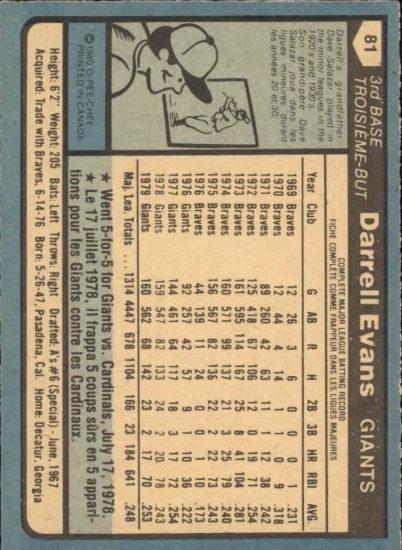 81
3rd BASE
TROISIÈME-BUT
Darrell Evans GIANTS
Darrell's grandfather,
Dave Salazar, played in
the minor leagues in the
1920's and 1930's.
Son grand-père Dave
Salazar joua dans les
ligues mineures durant
les années 20 et 30.
© 1980 O-PEE-CHEE
PRINTED IN CANADA
COMPLETE MAJOR LEAGUE BATTING RECORD
FICHE COMPLÈTE COMME FRAPPEUR DANS LES LIGUES MAJEURES
Year Club G AB R H 2B 3B HR RBI AVG.
1969 Braves 12 26 3 6 0 0 0 1 .231
1970 Braves 12 44 6 14 1 1 0 9 .318
1971 Braves 89 260 42 63 11 1 12 38 .242
1972 Braves 125 418 67 106 12 0 19 71 .254
1973 Braves 161 595 114 167 25 8 41 104 .281
1974 Braves 160 571 99 137 21 3 25 79 .240
1975 Braves 156 567 82 138 22 2 22 73 .243
1976 Braves 44 139 11 24 0 0 1 10 .173
1976 Giants 92 257 42 57 9 1 10 36 .222
1977 Giants 144 461 64 117 18 3 17 72 .254
1978 Giants 159 547 82 133 24 2 20 78 .243
1979 Giants 160 562 68 142 23 2 17 70 .253
Maj. Lea. Totals ... 1314 4447 678 1104 166 23 184 641 .248
★ Went 5-for-5 for Giants vs. Cardinals, July 17, 1978.
★ Le 17 juillet 1978, il frappa 5 coups surs en 5 appari-
tions pour les Giants contre les Cardinaux.
Height: 6'2" Weight: 205 Bats: Left Throws: Right Drafted: A's #6 (Special) - June, 1967
Acquired: Trade with Braves, 6-14-76 Born: 5-26-47, Pasadena, Cal. Home: Decatur, Georgia